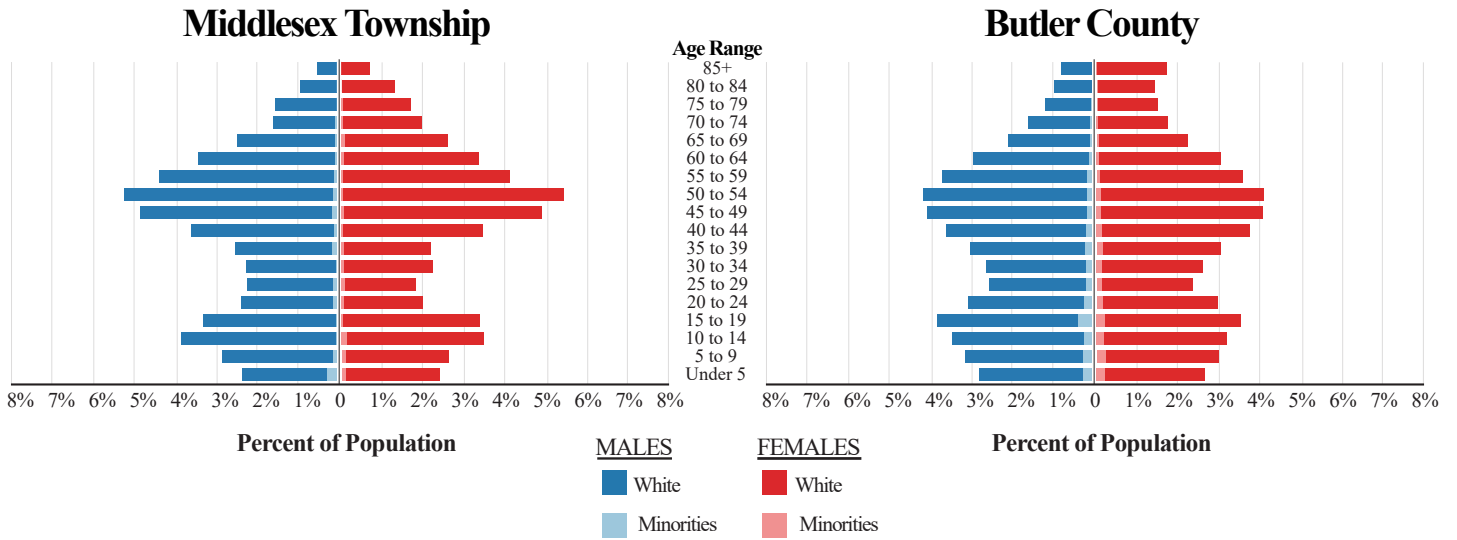 Middlesex Township
Butler County
Age Range
85+
80 to 84
75 to 79
70 to 74
65 to 69
60 to 64
55 to 59
50 to 54
45 to 49
40 to 44
35 to 39
30 to 34
25 to 29
20 to 24
15 to 19
10 to 14
5 to 9
Under 5
8% 7% 6% 5% 4% 3% 2% 1% 0 1% 2% 3% 4% 5% 6% 7% 8%
8% 7% 6% 5% 4% 3% 2% 1% 0 1% 2% 3% 4% 5% 6% 7% 8%
Percent of Population
Percent of Population
MALES
White
Minorities
FEMALES
White
Minorities